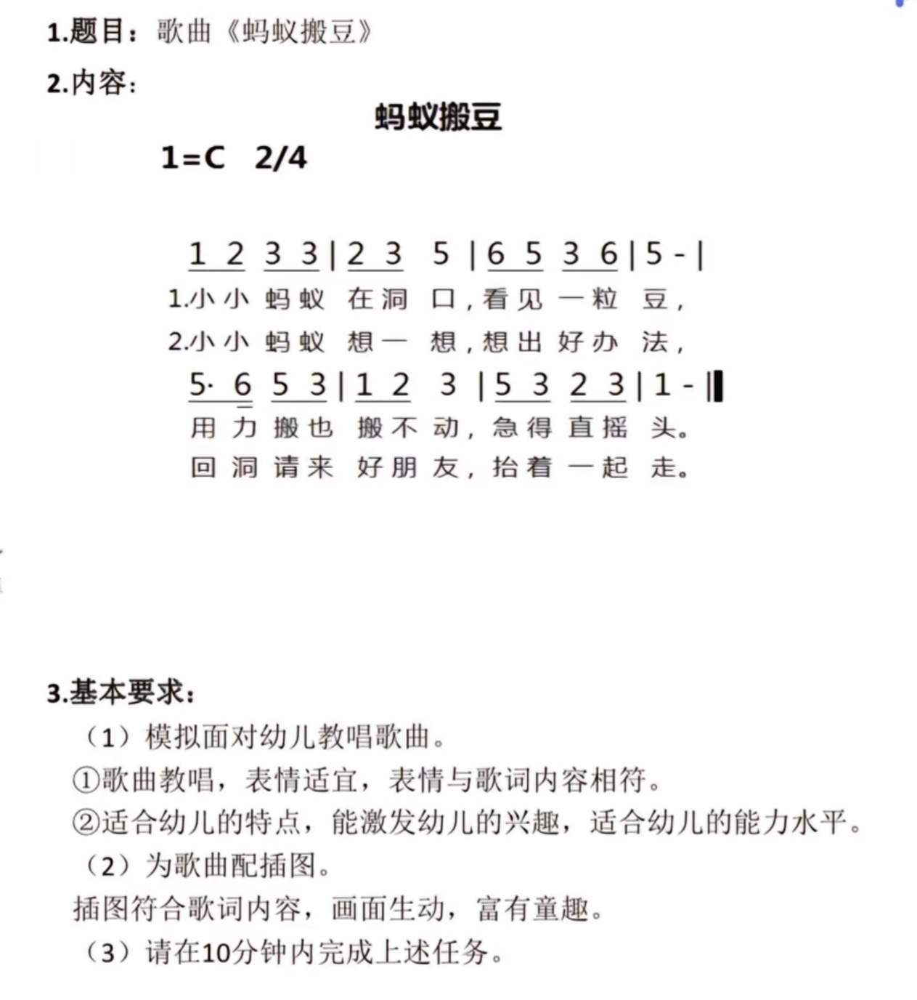 1.题目：歌曲《蚂蚁搬豆》
2.内容：
蚂蚁搬豆
1=C 2/4
1 2 3 3 | 2 3 5 | 6 5 3 6 | 5 - |
1.小小 蚂蚁 在洞 口，看见 一粒 豆，
2.小小 蚂蚁 想一 想，想出 好办 法，
5· 6 5 3 | 1 2 3 | 5 3 2 3 | 1 - ‖
用 力 搬也 搬不 动，急得 直摇 头。
回 洞 请来 好朋 友，抬着 一起 走。
3.基本要求：
（1）模拟面对幼儿教唱歌曲。
①歌曲教唱，表情适宜，表情与歌词内容相符。
②适合幼儿的特点，能激发幼儿的兴趣，适合幼儿的能力水平。
（2）为歌曲配插图。
插图符合歌词内容，画面生动，富有童趣。
（3）请在10分钟内完成上述任务。